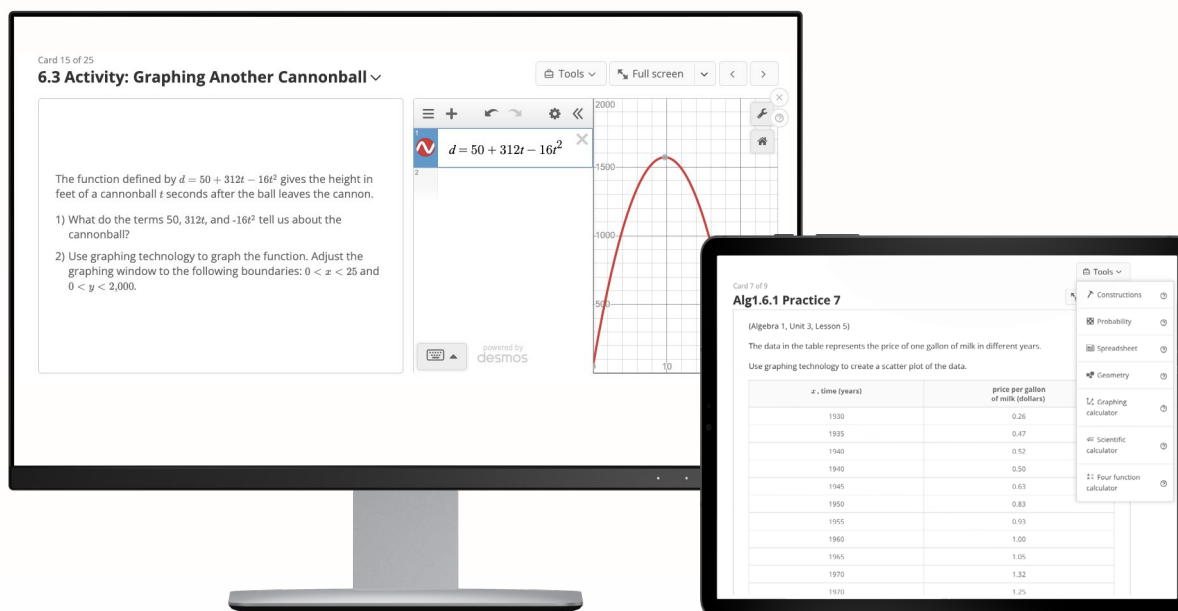 Card 15 of 25
6.3 Activity: Graphing Another Cannonball
Tools
Full screen
The function defined by d = 50 + 312t − 16t² gives the height in
feet of a cannonball t seconds after the ball leaves the cannon.
1) What do the terms 50, 312t, and -16t² tell us about the
cannonball?
2) Use graphing technology to graph the function. Adjust the
graphing window to the following boundaries: 0 < x < 25 and
0 < y < 2,000.
1
d = 50 + 312t − 16t²
2
powered by
desmos
2000
1500
1000
500
10
Tools
Card 7 of 9
Alg1.6.1 Practice 7
Constructions
Probability
Spreadsheet
Geometry
Graphing
calculator
Scientific
calculator
Four function
calculator
(Algebra 1, Unit 3, Lesson 5)
The data in the table represents the price of one gallon of milk in different years.
Use graphing technology to create a scatter plot of the data.
x, time (years) price per gallon
of milk (dollars)
1930 0.26
1935 0.47
1940 0.52
1940 0.50
1945 0.63
1950 0.83
1955 0.93
1960 1.00
1965 1.05
1970 1.32
1970 1.25